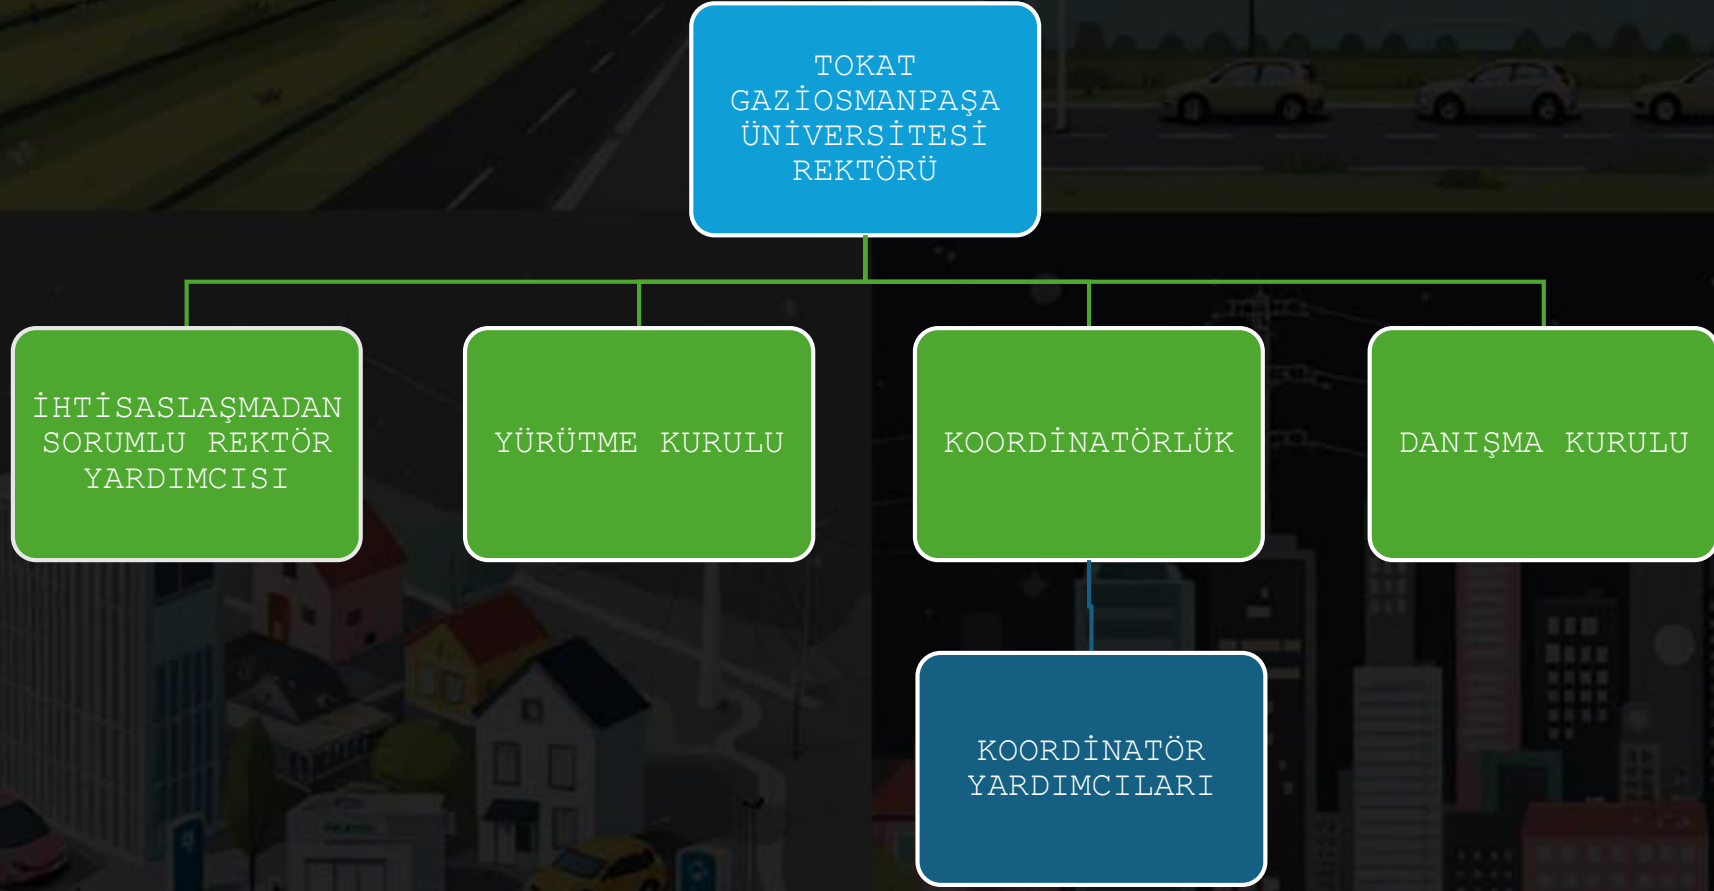 TOKAT
GAZİOSMANPAŞA
ÜNİVERSİTESİ
REKTÖRÜ
İHTİSASLAŞMADAN
SORUMLU REKTÖR
YARDIMCISI
YÜRÜTME KURULU
KOORDİNATÖRLÜK
DANIŞMA KURULU
KOORDİNATÖR
YARDIMCILARI